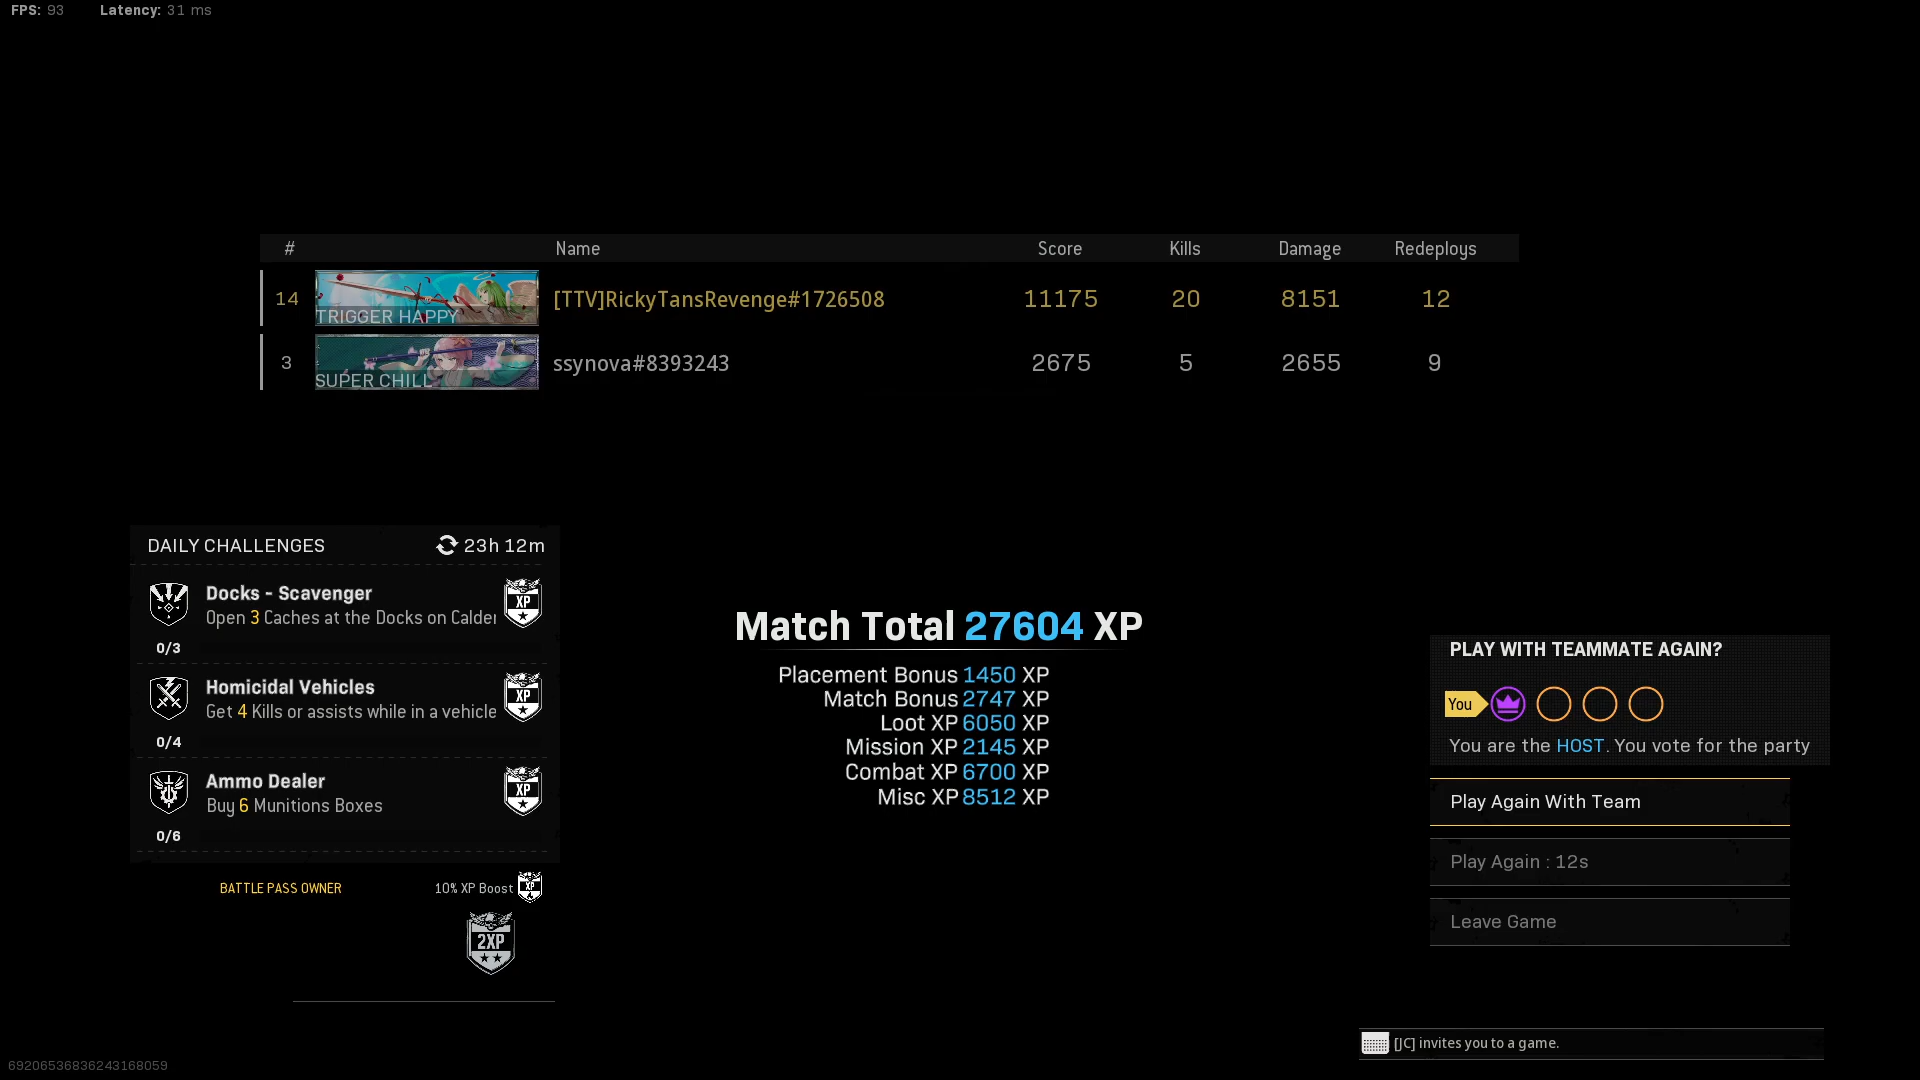 FPS: 93 Latency: 31 ms
# Name Score Kills Damage Redeploys
14 TRIGGER HAPPY [TTV]RickyTansRevenge#1726508 11175 20 8151 12
3 SUPER CHILL ssynova#8393243 2675 5 2655 9
DAILY CHALLENGES 23h 12m
Docks - Scavenger
Open 3 Caches at the Docks on Calder
XP
0/3
Homicidal Vehicles
Get 4 Kills or assists while in a vehicle
XP
0/4
Ammo Dealer
Buy 6 Munitions Boxes
XP
0/6
BATTLE PASS OWNER 10% XP Boost XP
2XP
Match Total 27604 XP
Placement Bonus 1450 XP
Match Bonus 2747 XP
Loot XP 6050 XP
Mission XP 2145 XP
Combat XP 6700 XP
Misc XP 8512 XP
PLAY WITH TEAMMATE AGAIN?
You
You are the HOST. You vote for the party
Play Again With Team
Play Again : 12s
Leave Game
[JC] invites you to a game.
69206536836243168059